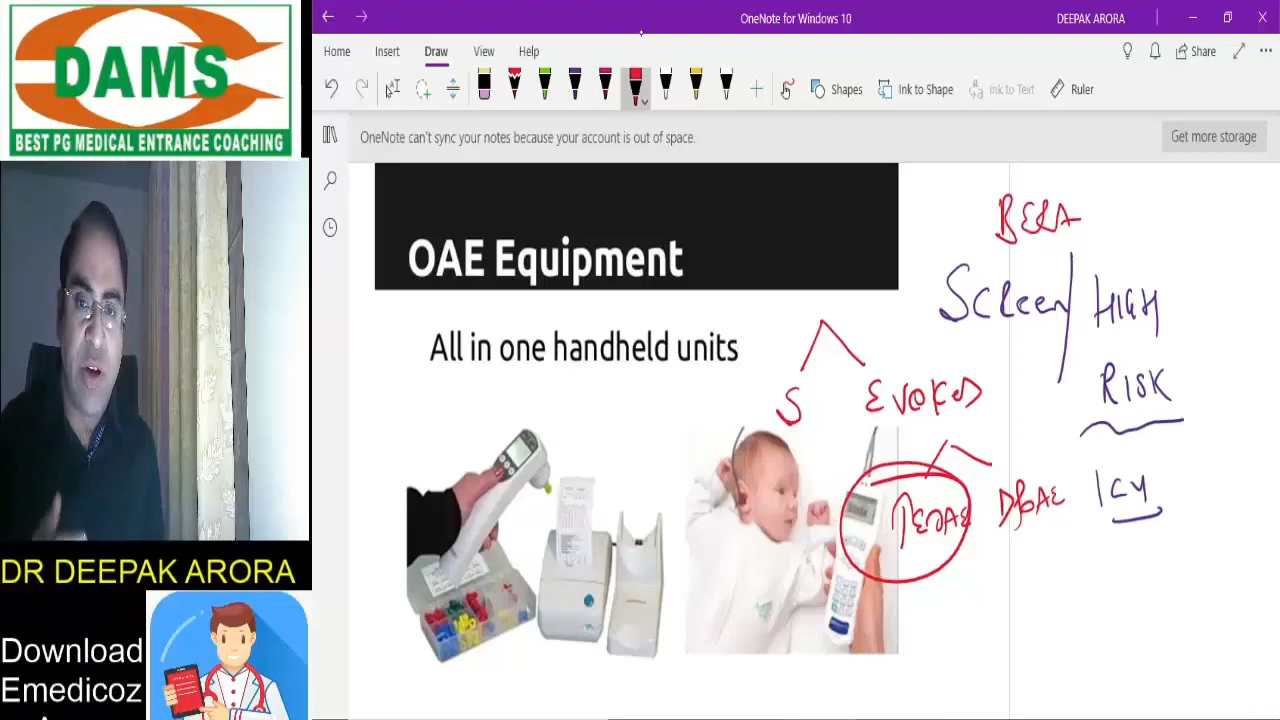 DAMS
BEST PG MEDICAL ENTRANCE COACHING
DR DEEPAK ARORA
Download
Emedicoz
OneNote for Windows 10
DEEPAK ARORA
Home
Insert
Draw
View
Help
Share
Shapes
Ink to Shape
Ink to Text
Ruler
OneNote can't sync your notes because your account is out of space.
Get more storage
OAE Equipment
All in one handheld units
BERA
Screen
HIGH
RISK
ICU
S
EVOKED
TEOAE
DPOAE